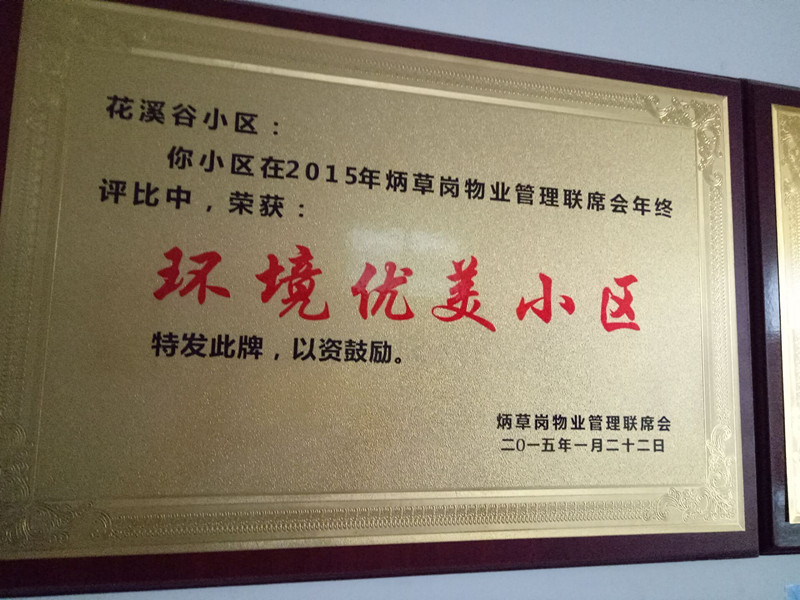 花溪谷小区：
你小区在2015年炳草岗物业管理联席会年终
评比中，荣获：
环境优美小区
特发此牌，以资鼓励。
炳草岗物业管理联席会
二0一五年一月二十二日